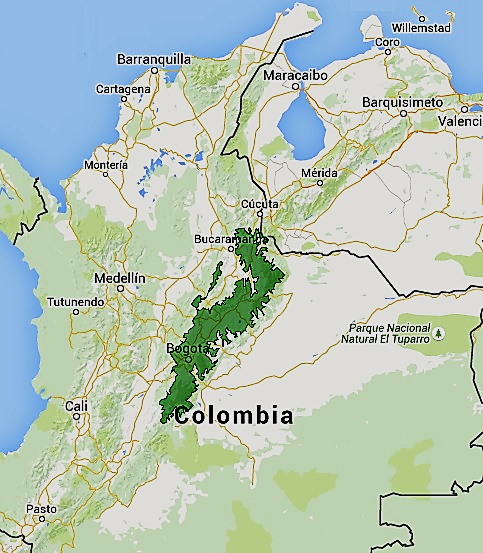 Willemstad
Coro
Barranquilla
Maracaibo
Cartagena
Barquisimeto
Valenci
Montería
Mérida
Cúcuta
Bucaramanga
Medellín
Tutunendo
Parque Nacional
Natural El Tuparro
Bogotá
Cali
Colombia
Pasto